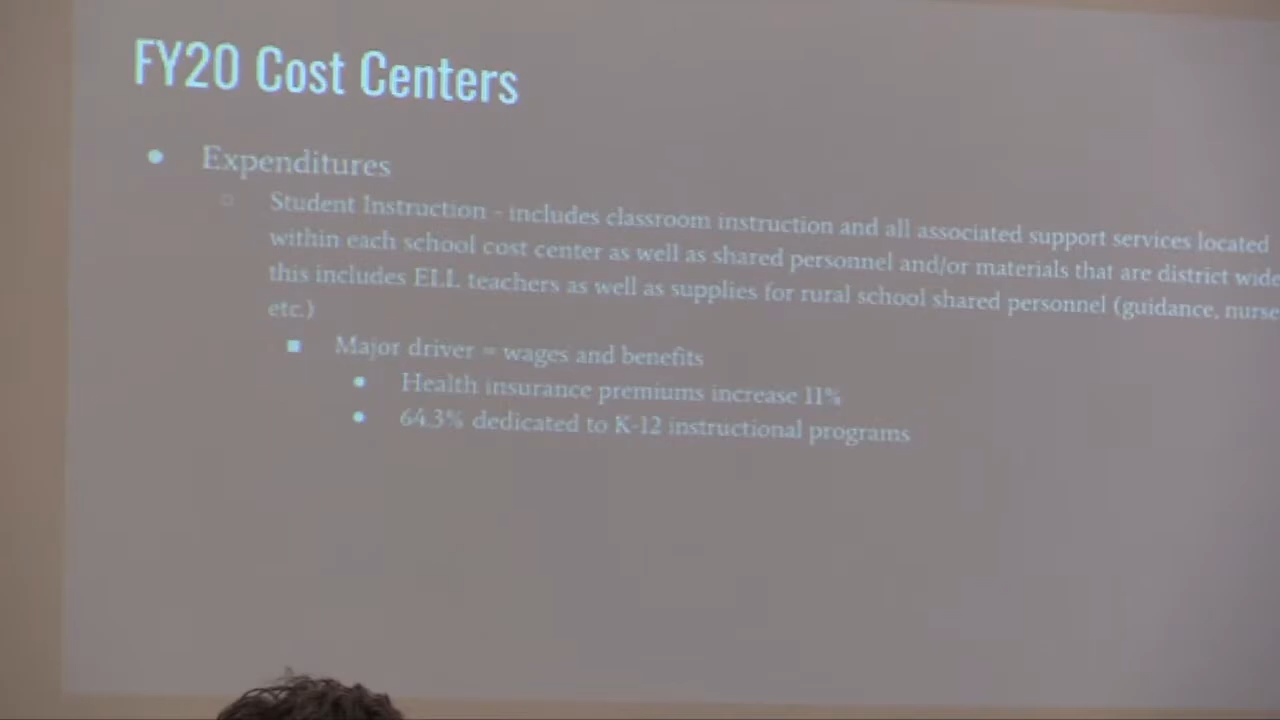 FY20 Cost Centers
● Expenditures
○ Student Instruction - includes classroom instruction and all associated support services located
within each school cost center as well as shared personnel and/or materials that are district wide
this includes ELL teachers as well as supplies for rural school shared personnel (guidance, nurse
etc.)
■ Major driver = wages and benefits
● Health insurance premiums increase 11%
● 64.3% dedicated to K-12 instructional programs